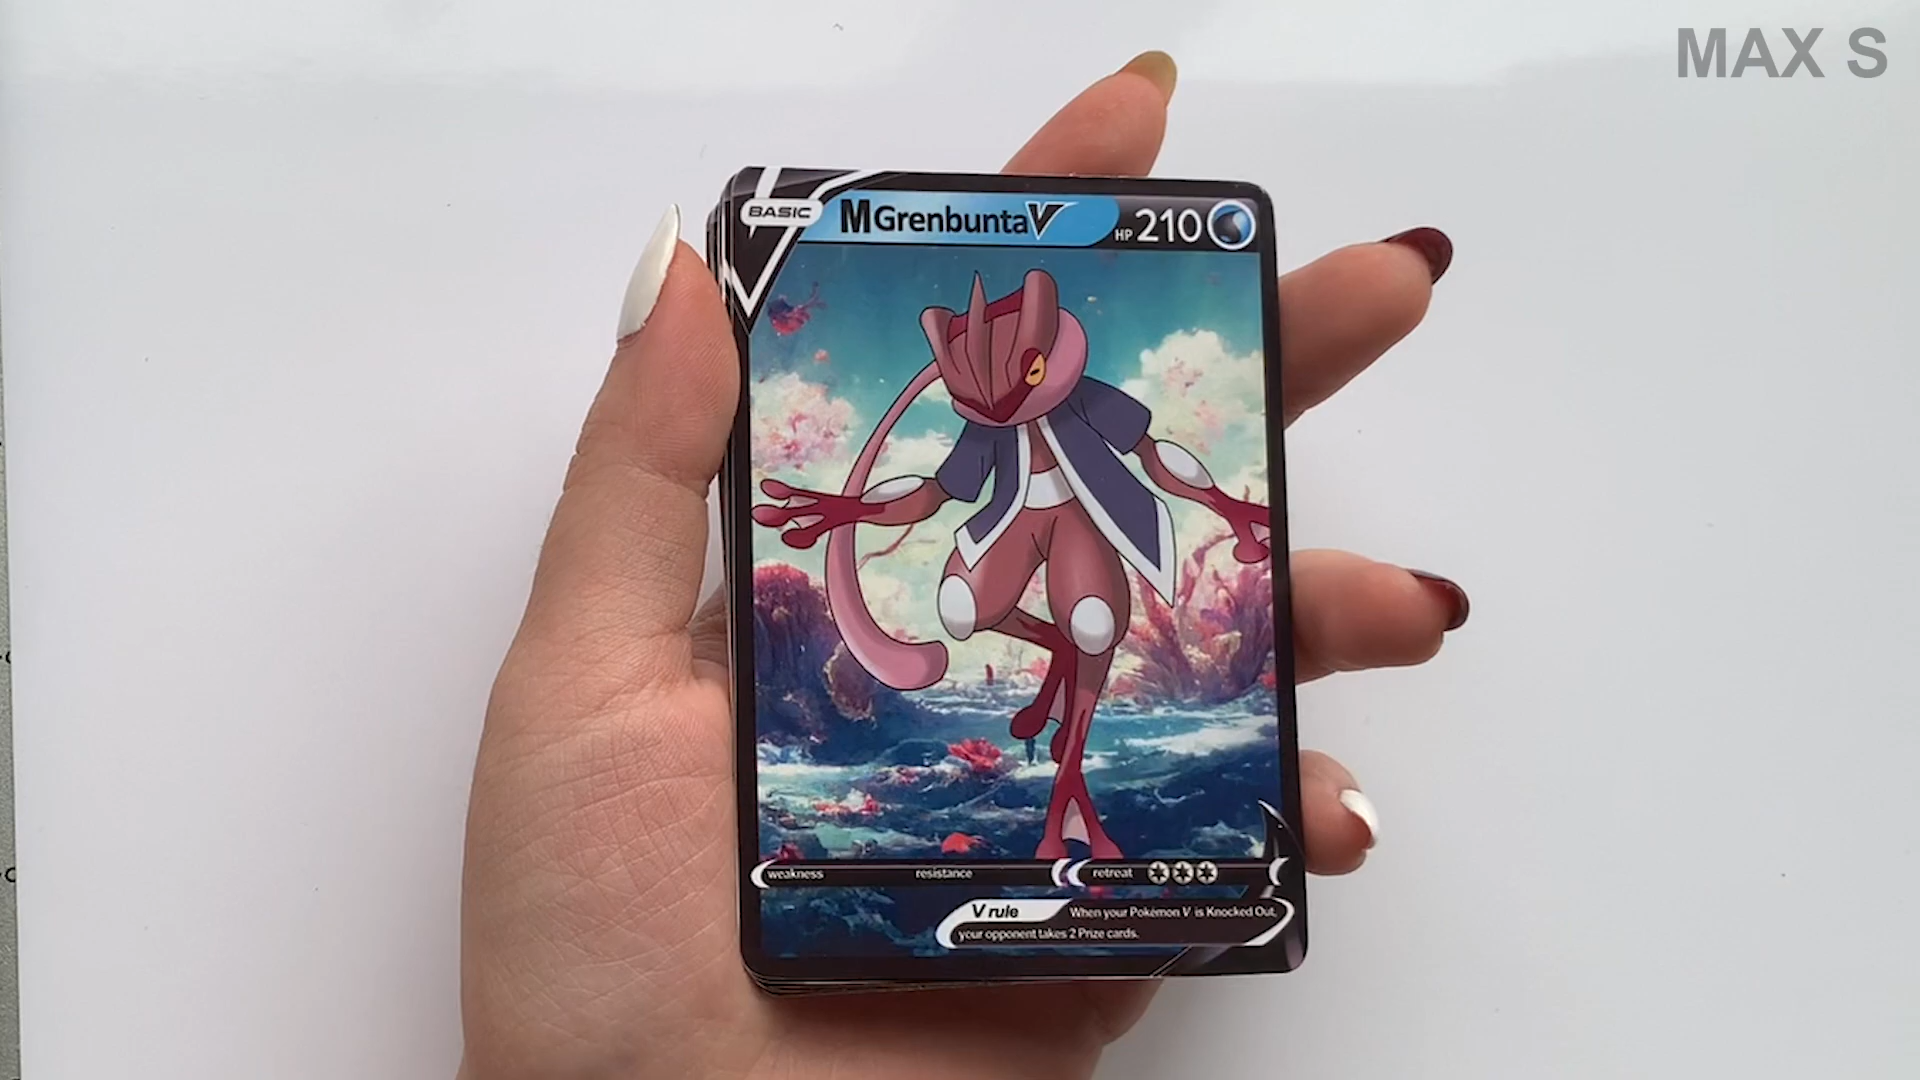 MAX S
BASIC
M Grenbunta V
HP 210
weakness resistance retreat
V rule When your Pokémon V is Knocked Out,
your opponent takes 2 Prize cards.